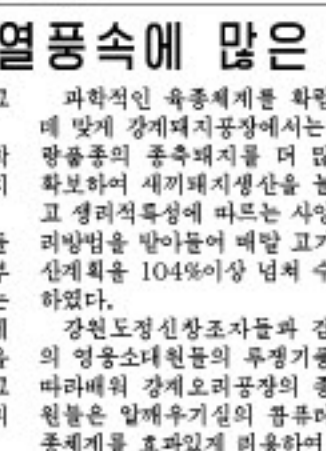 열풍속에 많은
과학적인 육종체계를 확립
데 맞게 강계돼지공장에서는
량품종의 종축돼지를 더 많
확보하여 새끼돼지생산을 늘
고 생리적특성에 따르는 사양
리방법을 받아들여 매달 고기
산계획을 104%이상 넘쳐 수
하였다.
강원도정신창조자들과 김
의 영웅소대원들의 투쟁기풍
따라배워 강계오리공장의 종
원들은 알깨우기실의 콤퓨터
종체계를 효과있게 리용하여